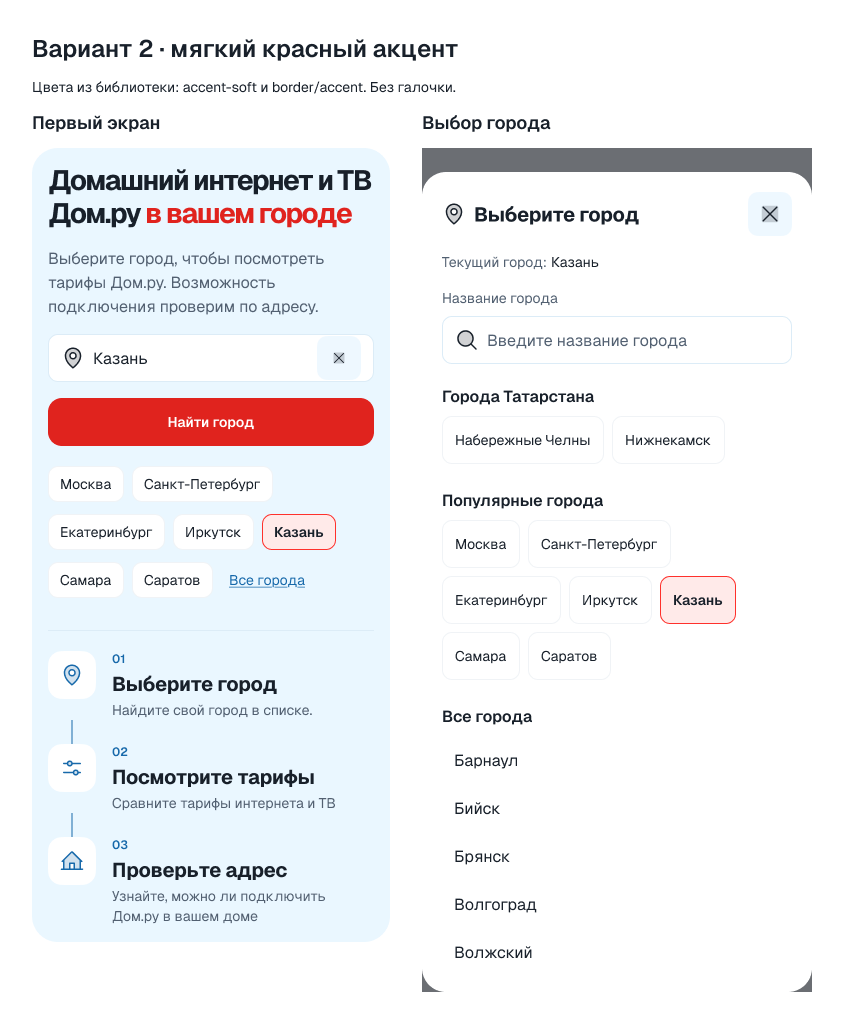 Вариант 2 · мягкий красный акцент
Цвета из библиотеки: accent-soft и border/accent. Без галочки.
Первый экран
Домашний интернет и ТВ
Дом.ру в вашем городе
Выберите город, чтобы посмотреть
тарифы Дом.ру. Возможность
подключения проверим по адресу.
Казань
Найти город
Москва
Санкт-Петербург
Екатеринбург
Иркутск
Казань
Самара
Саратов
Все города
01
Выберите город
Найдите свой город в списке.
02
Посмотрите тарифы
Сравните тарифы интернета и ТВ
03
Проверьте адрес
Узнайте, можно ли подключить
Дом.ру в вашем доме
Выбор города
Выберите город
Текущий город: Казань
Название города
Введите название города
Города Татарстана
Набережные Челны
Нижнекамск
Популярные города
Москва
Санкт-Петербург
Екатеринбург
Иркутск
Казань
Самара
Саратов
Все города
Барнаул
Бийск
Брянск
Волгоград
Волжский